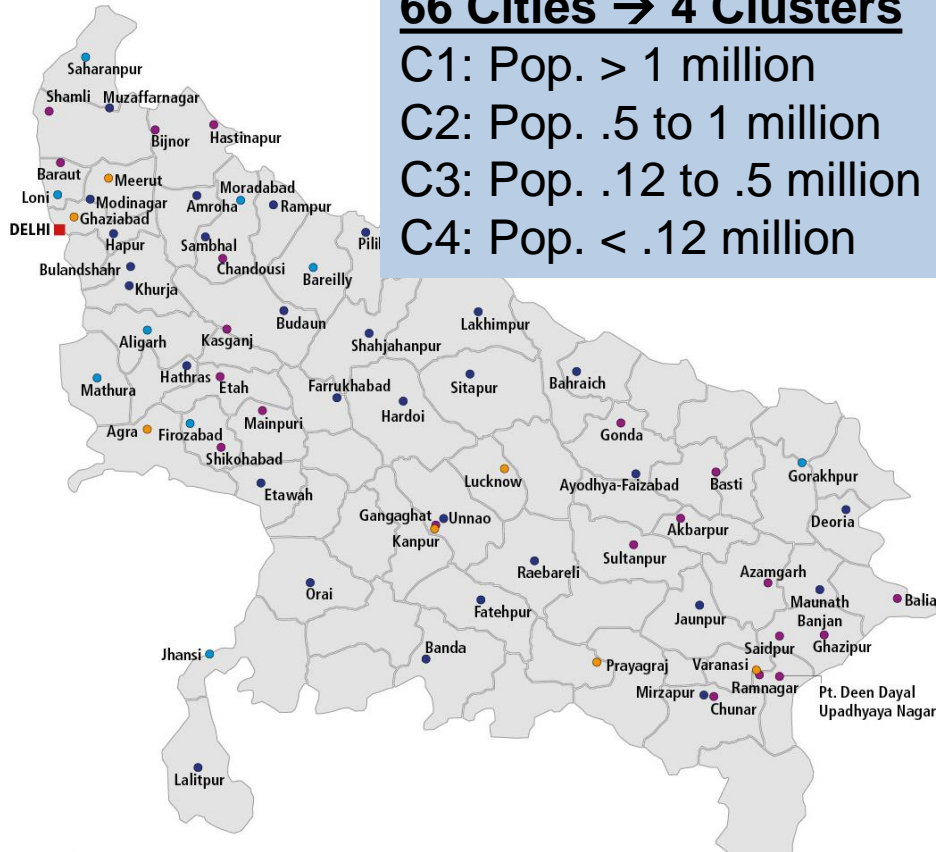 66 Cities → 4 Clusters
C1: Pop. > 1 million
C2: Pop. .5 to 1 million
C3: Pop. .12 to .5 million
C4: Pop. < .12 million
Saharanpur
Shamli
Muzaffarnagar
Bijnor
Hastinapur
Baraut
Meerut
Loni
Modinagar
Moradabad
Amroha
Rampur
Ghaziabad
DELHI
Hapur
Sambhal
Chandousi
Bulandshahr
Bareilly
Khurja
Budaun
Lakhimpur
Aligarh
Kasganj
Shahjahanpur
Hathras
Etah
Farrukhabad
Sitapur
Bahraich
Mathura
Hardoi
Mainpuri
Agra
Firozabad
Gonda
Shikohabad
Lucknow
Ayodhya-Faizabad
Basti
Gorakhpur
Etawah
Gangaghat
Unnao
Deoria
Kanpur
Akbarpur
Sultanpur
Raebareli
Azamgarh
Orai
Maunath
Banjan
Balia
Fatehpur
Jaunpur
Saidpur
Ghazipur
Jhansi
Banda
Prayagraj
Varanasi
Mirzapur
Ramnagar
Chunar
Pt. Deen Dayal
Upadhyaya Nagar
Lalitpur